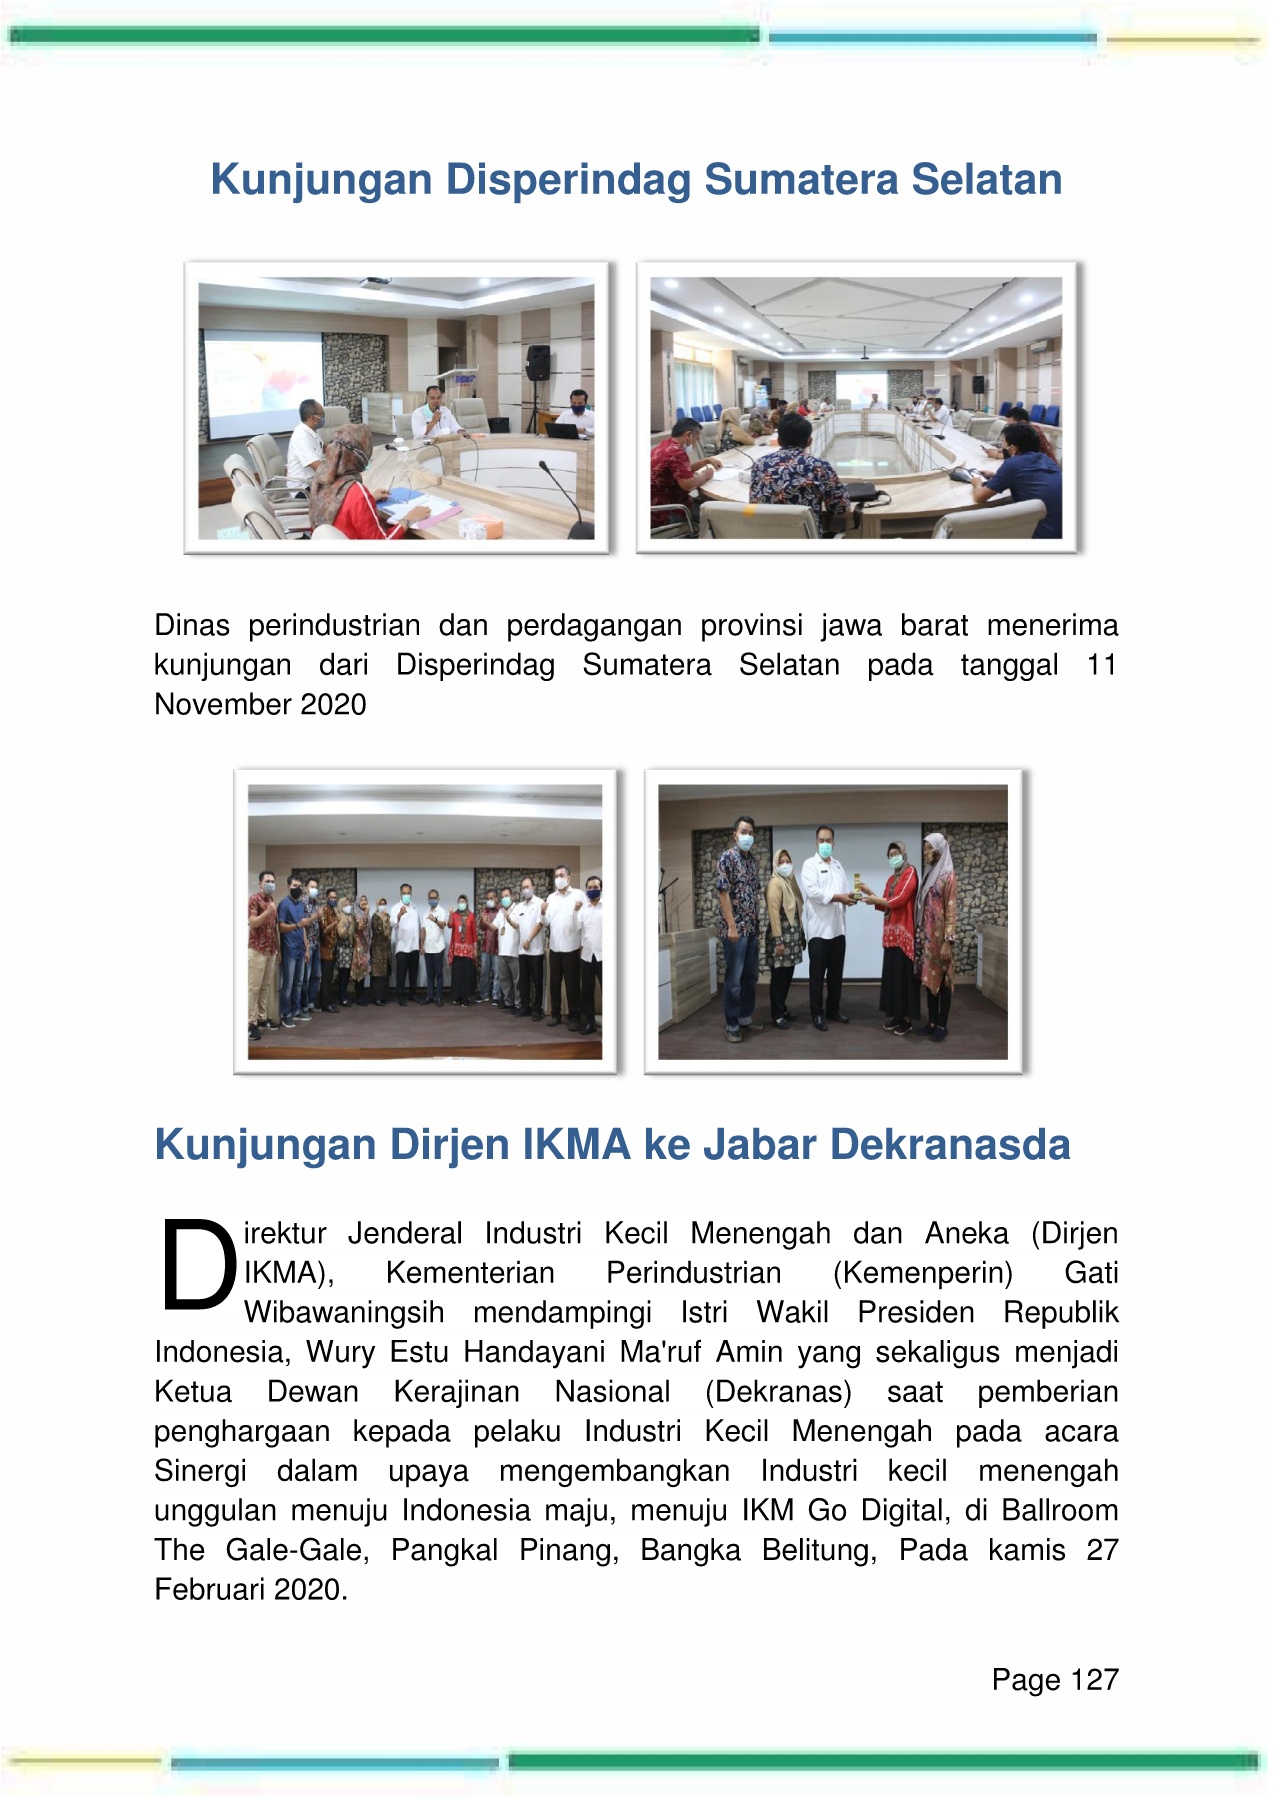 Kunjungan Disperindag Sumatera Selatan
Dinas perindustrian dan perdagangan provinsi jawa barat menerima
kunjungan dari Disperindag Sumatera Selatan pada tanggal 11
November 2020
Kunjungan Dirjen IKMA ke Jabar Dekranasda
Direktur Jenderal Industri Kecil Menengah dan Aneka (Dirjen
IKMA), Kementerian Perindustrian (Kemenperin) Gati
Wibawaningsih mendampingi Istri Wakil Presiden Republik
Indonesia, Wury Estu Handayani Ma'ruf Amin yang sekaligus menjadi
Ketua Dewan Kerajinan Nasional (Dekranas) saat pemberian
penghargaan kepada pelaku Industri Kecil Menengah pada acara
Sinergi dalam upaya mengembangkan Industri kecil menengah
unggulan menuju Indonesia maju, menuju IKM Go Digital, di Ballroom
The Gale-Gale, Pangkal Pinang, Bangka Belitung, Pada kamis 27
Februari 2020.
Page 127